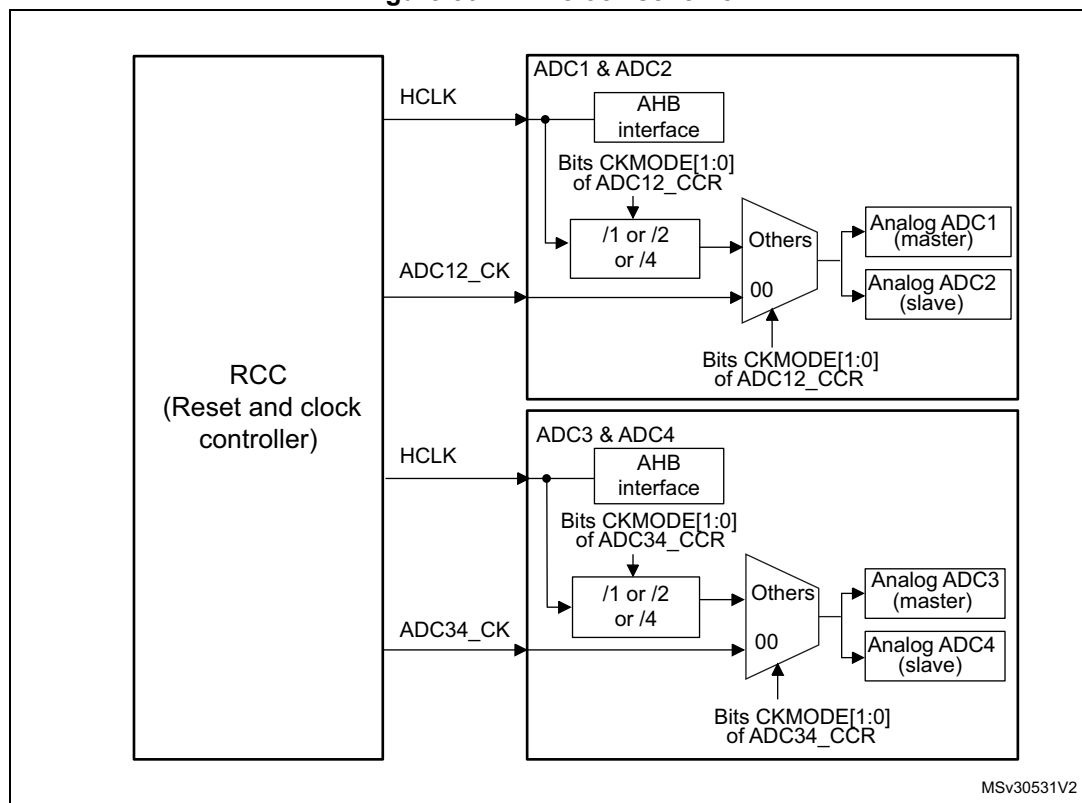 ADC1 & ADC2
HCLK
AHB
interface
Bits CKMODE[1:0]
of ADC12_CCR
/1 or /2
or /4
Others
00
Analog ADC1
(master)
Analog ADC2
(slave)
ADC12_CK
Bits CKMODE[1:0]
of ADC12_CCR
RCC
(Reset and clock
controller)
ADC3 & ADC4
HCLK
AHB
interface
Bits CKMODE[1:0]
of ADC34_CCR
/1 or /2
or /4
Others
00
Analog ADC3
(master)
Analog ADC4
(slave)
ADC34_CK
Bits CKMODE[1:0]
of ADC34_CCR
MSv30531V2